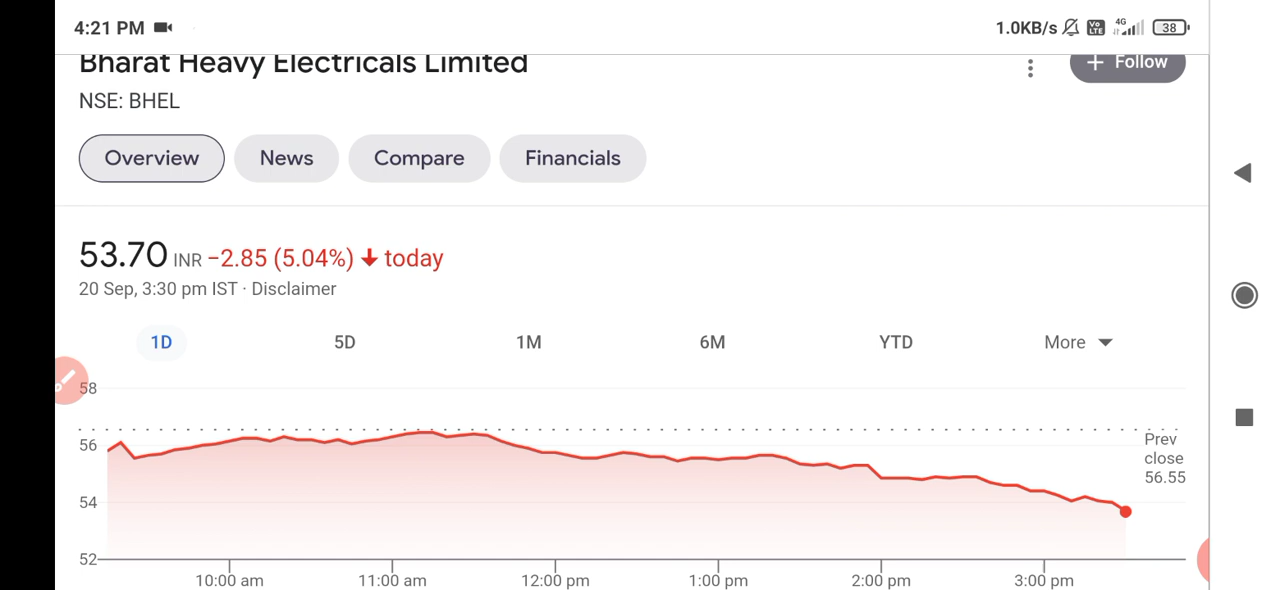 4:21 PM
1.0KB/s
Vo LTE
4G
38
Bharat Heavy Electricals Limited
+ Follow
NSE: BHEL
Overview
News
Compare
Financials
53.70 INR −2.85 (5.04%) ↓ today
20 Sep, 3:30 pm IST · Disclaimer
1D
5D
1M
6M
YTD
More
58
56
54
52
Prev
close
56.55
10:00 am
11:00 am
12:00 pm
1:00 pm
2:00 pm
3:00 pm